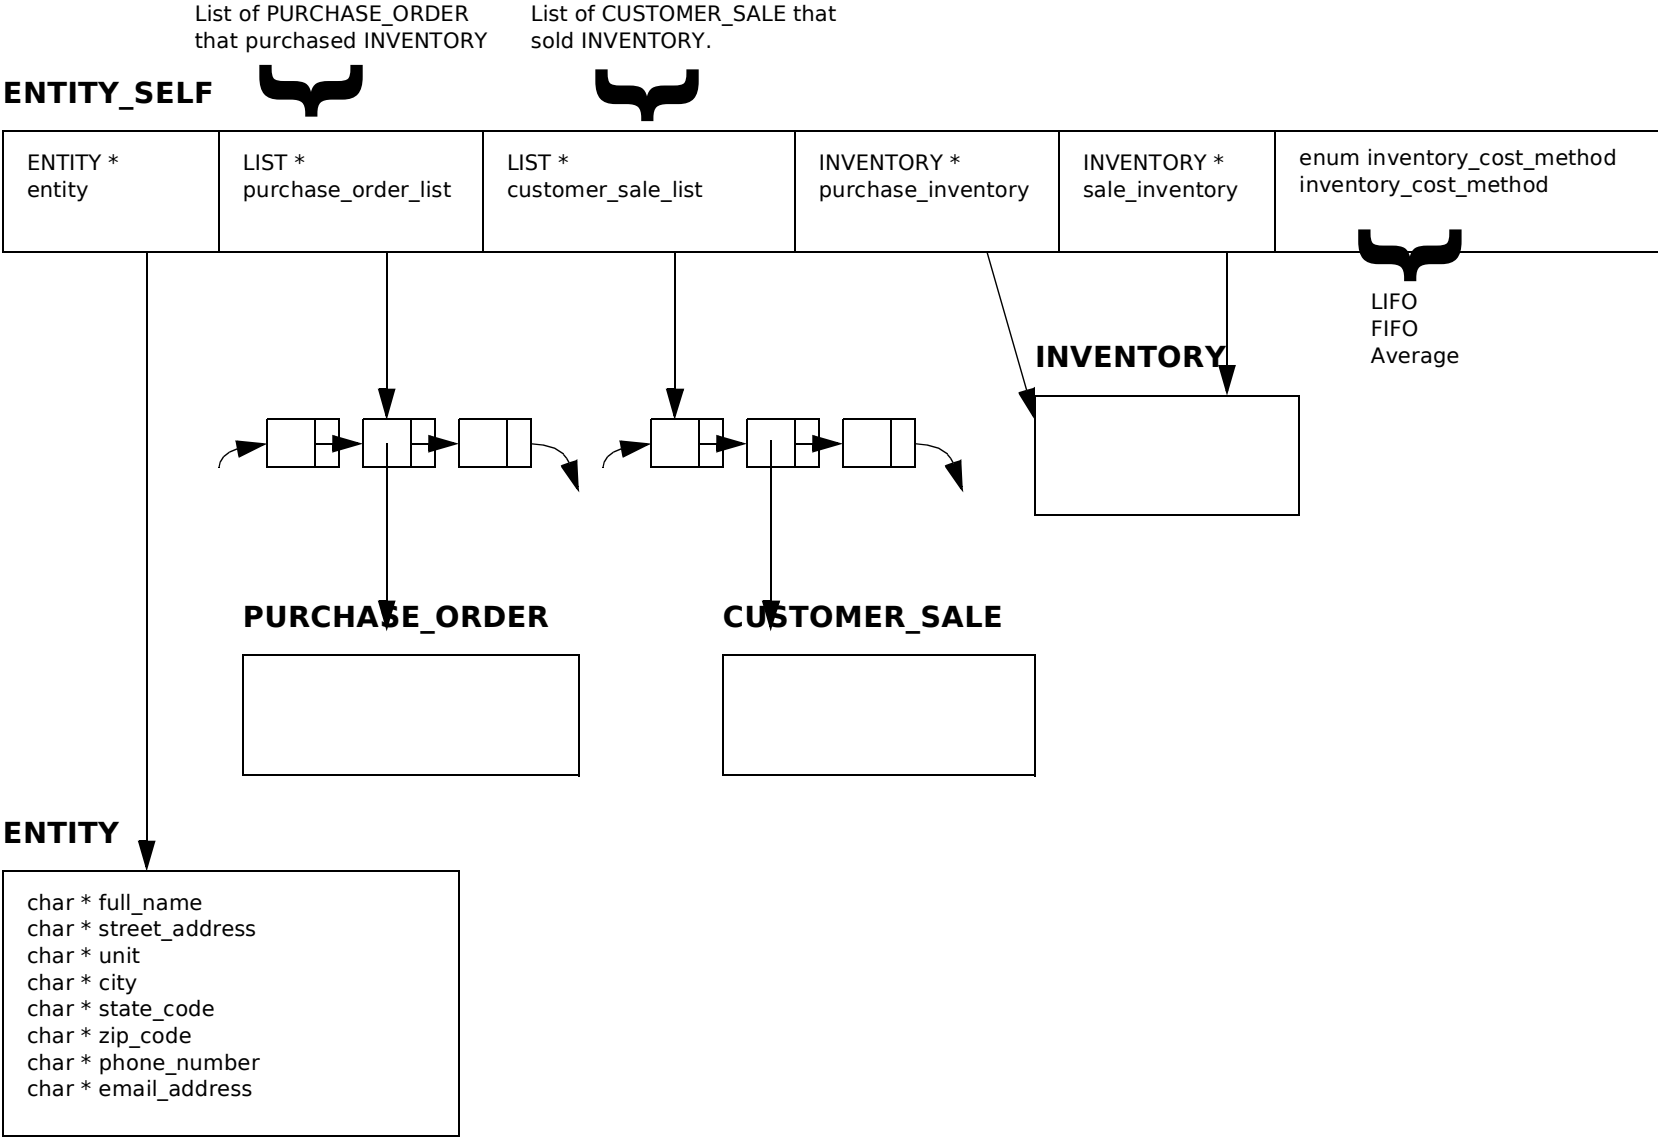 List of PURCHASE_ORDER
that purchased INVENTORY
List of CUSTOMER_SALE that
sold INVENTORY.
ENTITY_SELF
ENTITY *
entity
LIST *
purchase_order_list
LIST *
customer_sale_list
INVENTORY *
purchase_inventory
INVENTORY *
sale_inventory
enum inventory_cost_method
inventory_cost_method
LIFO
FIFO
Average
INVENTORY
PURCHASE_ORDER
CUSTOMER_SALE
ENTITY
char * full_name
char * street_address
char * unit
char * city
char * state_code
char * zip_code
char * phone_number
char * email_address